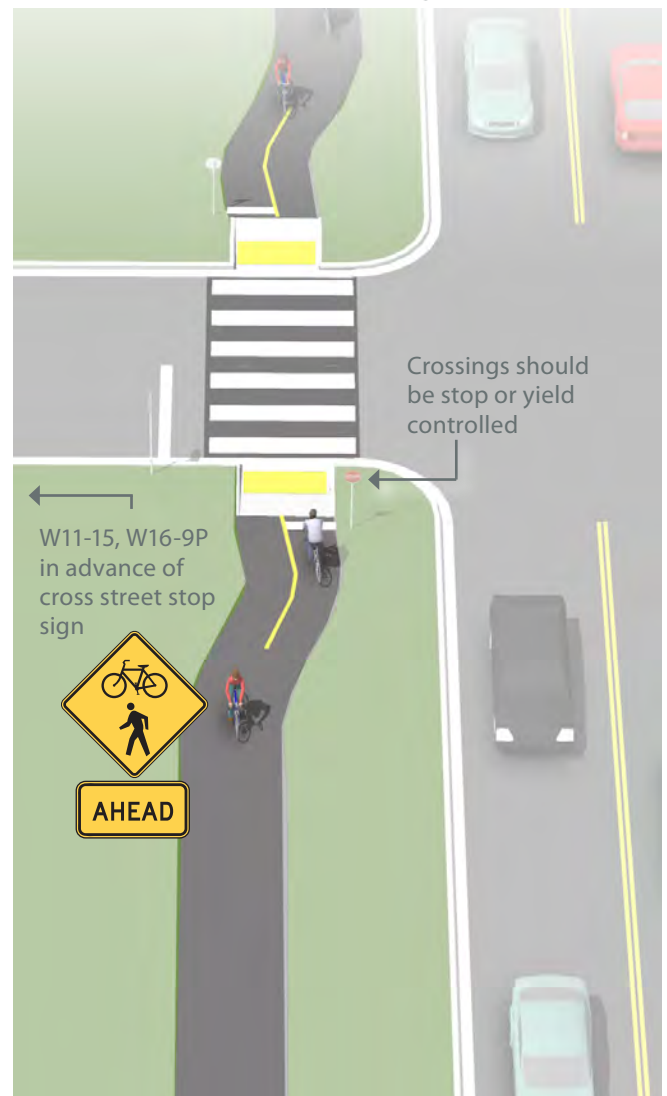 Crossings should
be stop or yield
controlled
W11-15, W16-9P
in advance of
cross street stop
sign
AHEAD